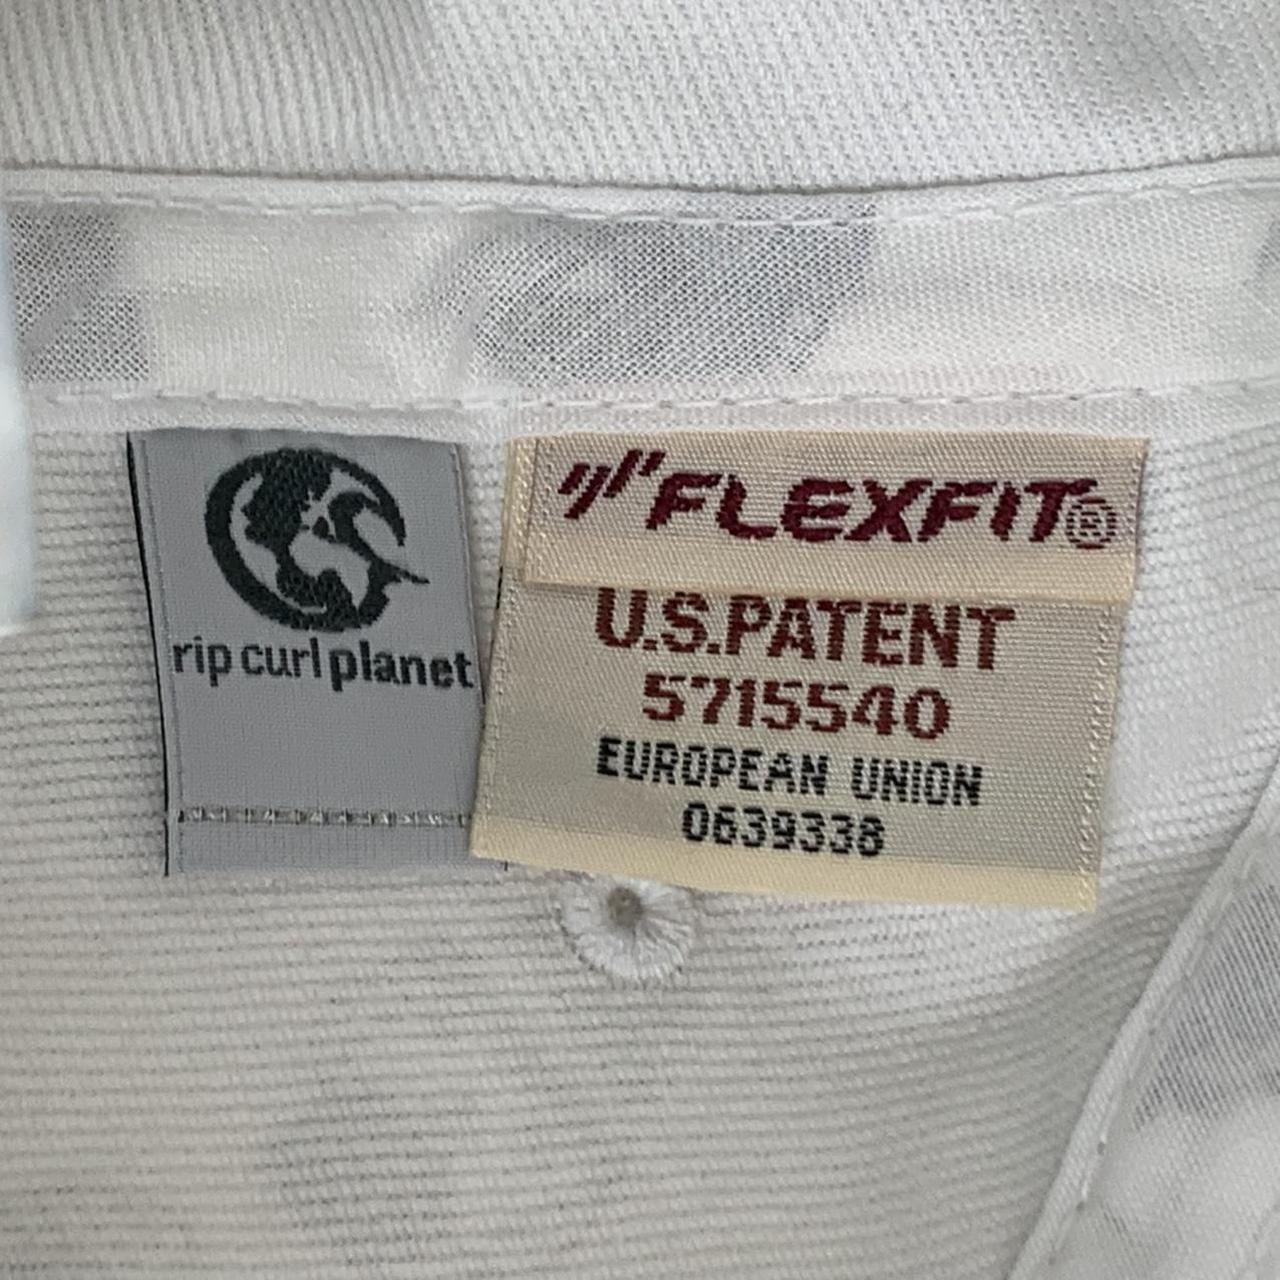 rip curl planet
FLEXFIT®
U.S.PATENT
5715540
EUROPEAN UNION
0639338